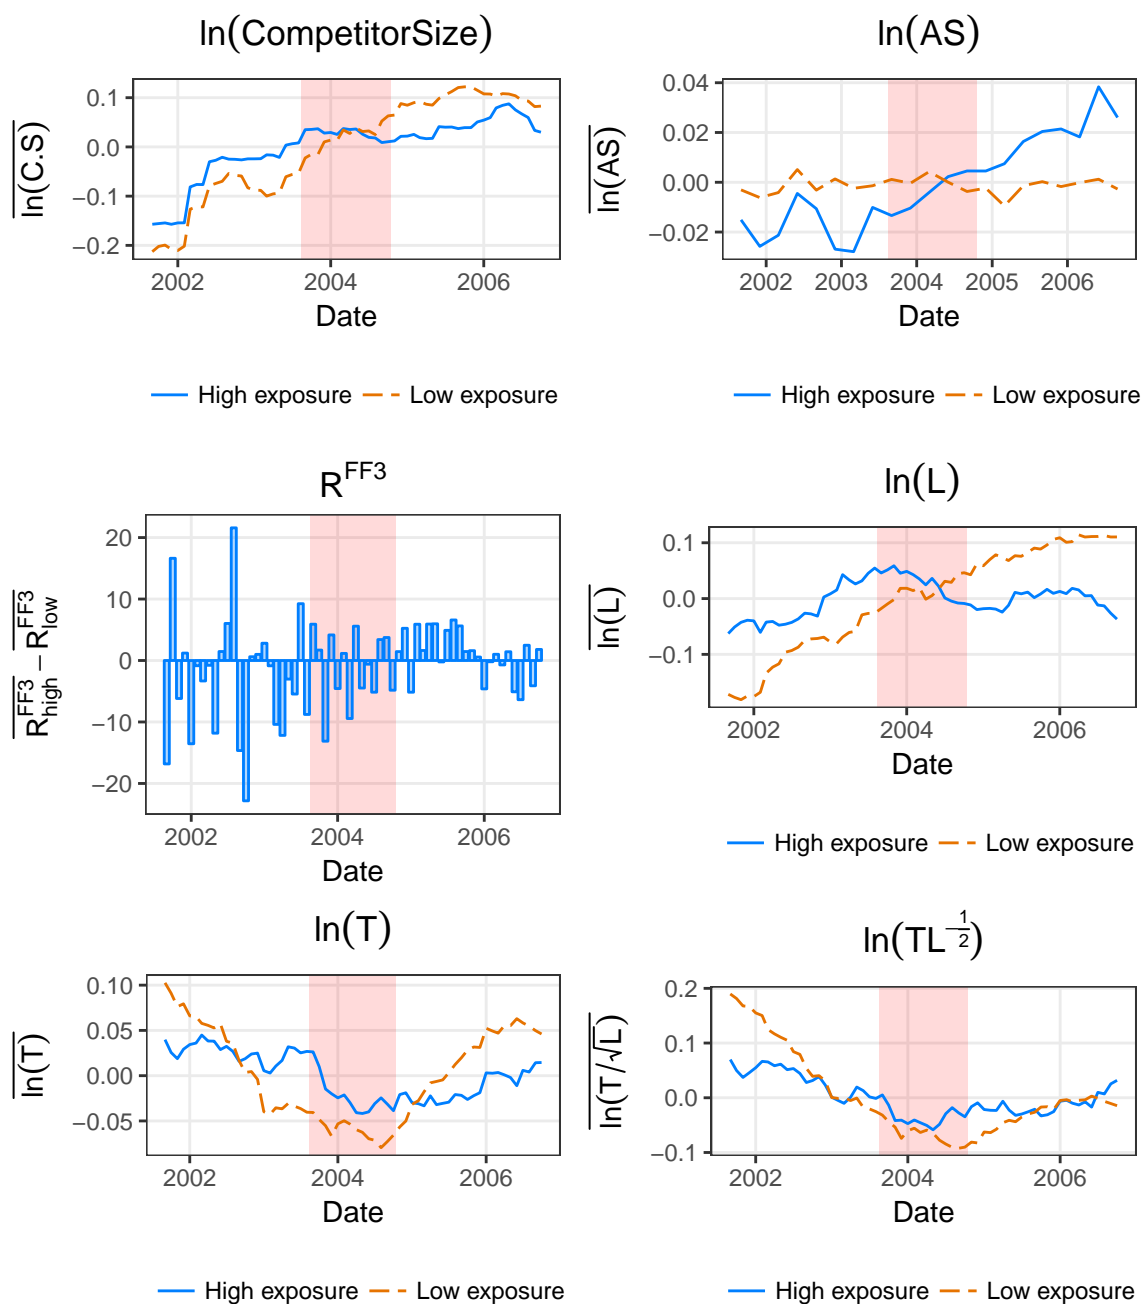 ln(CompetitorSize)
ln(C.S)
0.1
0.0
−0.1
−0.2
2002 2004 2006
Date
High exposure Low exposure
ln(AS)
ln(AS)
0.04
0.02
0.00
−0.02
2002 2003 2004 2005 2006
Date
High exposure Low exposure
R^FF3
R^FF3_high − R^FF3_low
20
10
0
−10
−20
2002 2004 2006
Date
ln(L)
ln(L)
0.1
0.0
−0.1
2002 2004 2006
Date
High exposure Low exposure
ln(T)
ln(T)
0.10
0.05
0.00
−0.05
2002 2004 2006
Date
High exposure Low exposure
ln(TL^−1/2)
ln(T/√L)
0.2
0.1
0.0
−0.1
2002 2004 2006
Date
High exposure Low exposure